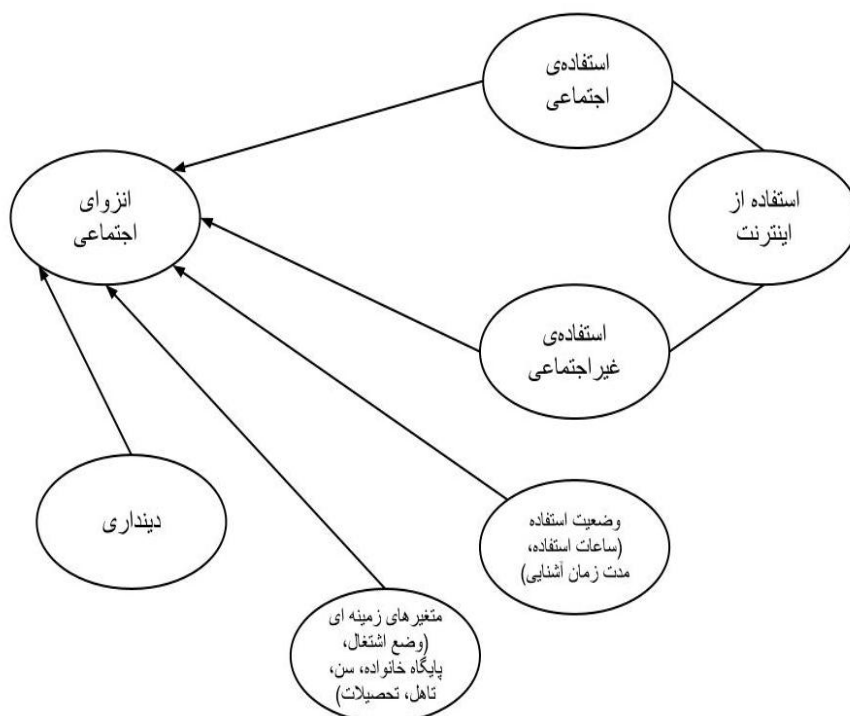 استفاده‌ی
اجتماعی
استفاده از
اینترنت
انزوای
اجتماعی
استفاده‌ی
غیراجتماعی
دینداری
وضعیت استفاده
(ساعات استفاده،
مدت زمان آشنایی)
متغیرهای زمینه ای
(وضع اشتغال،
پایگاه خانواده، سن،
تاهل، تحصیلات)